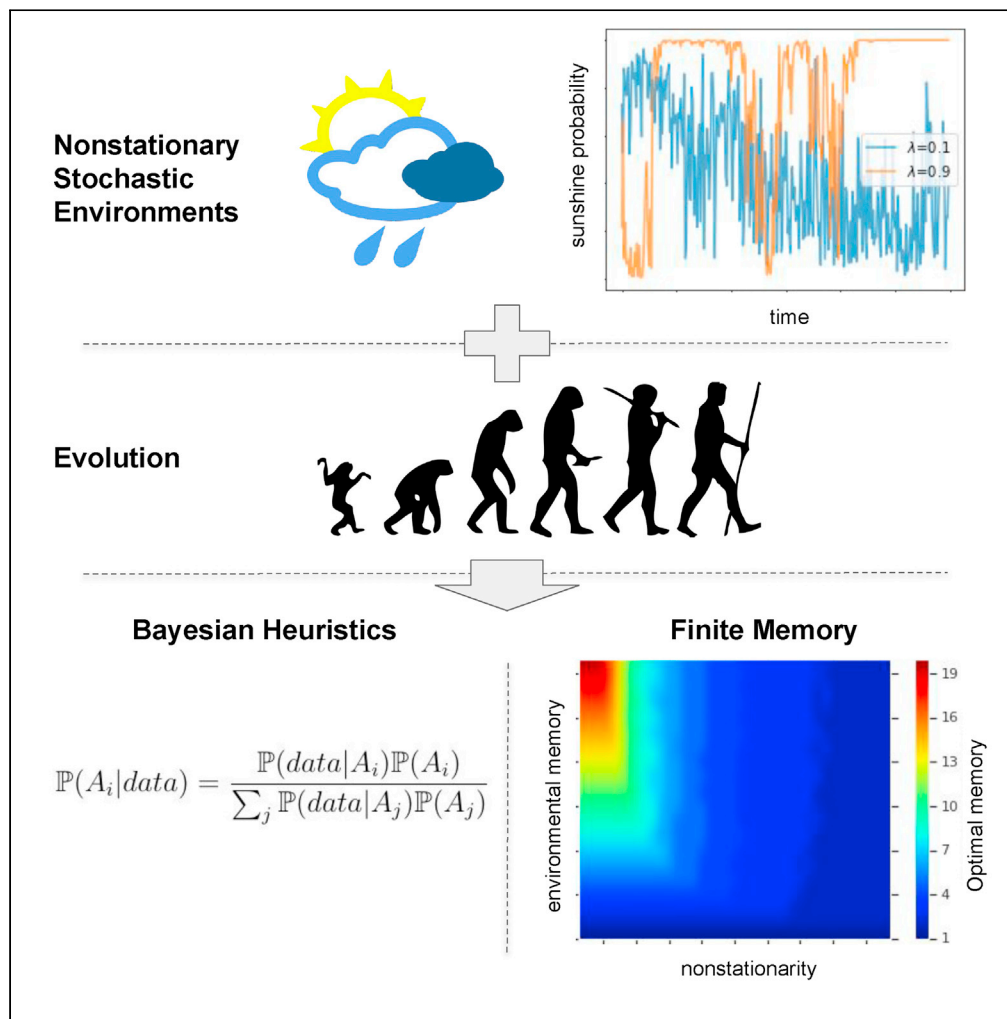 Nonstationary
Stochastic
Environments
sunshine probability
λ=0.1
λ=0.9
time
Evolution
Bayesian Heuristics
Finite Memory
ℙ(A_i|data) = ℙ(data|A_i)ℙ(A_i) / ∑_j ℙ(data|A_j)ℙ(A_j)
environmental memory
nonstationarity
19
16
13
10
7
4
1
Optimal memory